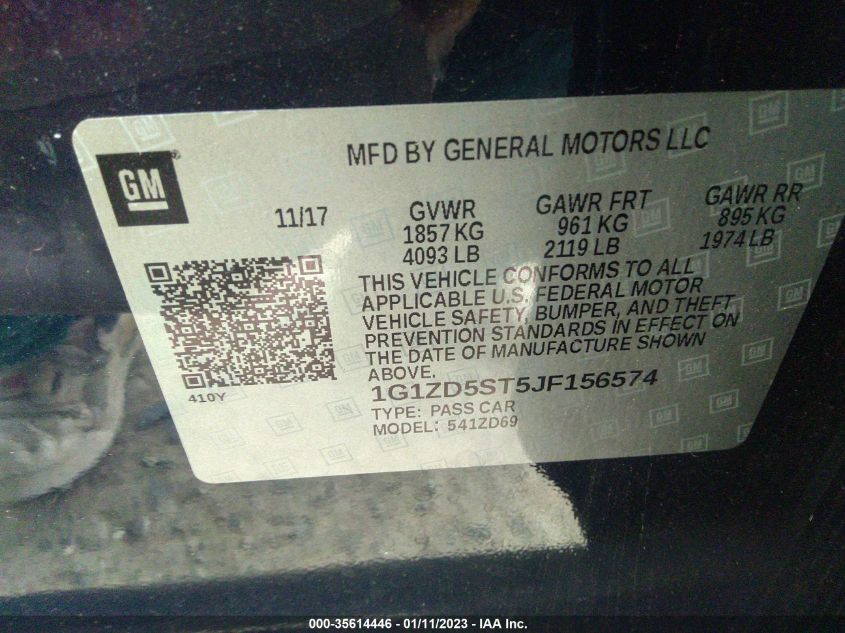 MFD BY GENERAL MOTORS LLC
GM
11/17 GVWR GAWR FRT GAWR RR
1857 KG 961 KG 895 KG
4093 LB 2119 LB 1974 LB
THIS VEHICLE CONFORMS TO ALL
APPLICABLE U.S. FEDERAL MOTOR
VEHICLE SAFETY, BUMPER, AND THEFT
PREVENTION STANDARDS IN EFFECT ON
THE DATE OF MANUFACTURE SHOWN
ABOVE.
410Y
1G1ZD5ST5JF156574
TYPE: PASS CAR
MODEL: 541ZD69
000-35614446 - 01/11/2023 - IAA Inc.